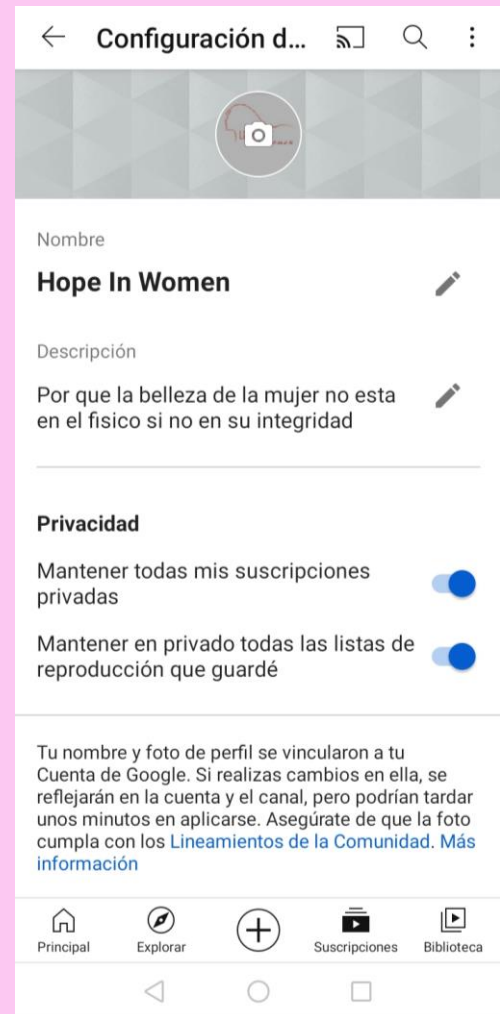 Configuración d...
Nombre
Hope In Women
Descripción
Por que la belleza de la mujer no esta
en el fisico si no en su integridad
Privacidad
Mantener todas mis suscripciones
privadas
Mantener en privado todas las listas de
reproducción que guardé
Tu nombre y foto de perfil se vincularon a tu
Cuenta de Google. Si realizas cambios en ella, se
reflejarán en la cuenta y el canal, pero podrían tardar
unos minutos en aplicarse. Asegúrate de que la foto
cumpla con los Lineamientos de la Comunidad. Más
información
Principal
Explorar
Suscripciones
Biblioteca